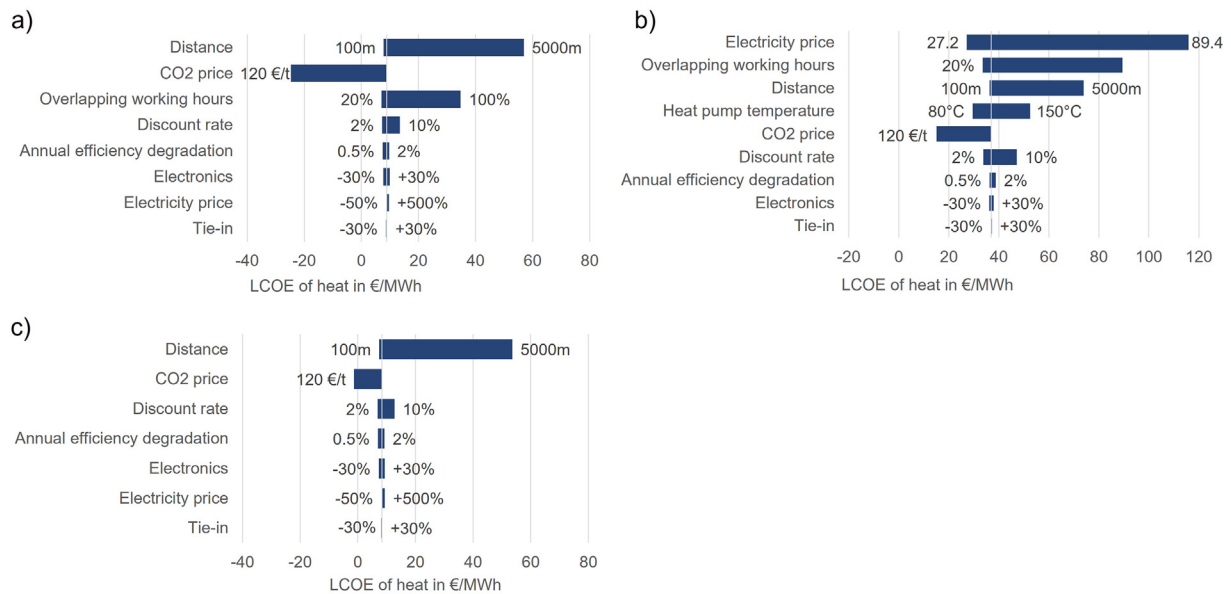 a)
Distance 100m 5000m
CO2 price 120 €/t
Overlapping working hours 20% 100%
Discount rate 2% 10%
Annual efficiency degradation 0.5% 2%
Electronics -30% +30%
Electricity price -50% +500%
Tie-in -30% +30%
-40 -20 0 20 40 60 80
LCOE of heat in €/MWh
b)
Electricity price 27.2 89.4
Overlapping working hours 20%
Distance 100m 5000m
Heat pump temperature 80°C 150°C
CO2 price 120 €/t
Discount rate 2% 10%
Annual efficiency degradation 0.5% 2%
Electronics -30% +30%
Tie-in -30% +30%
-20 0 20 40 60 80 100 120
LCOE of heat in €/MWh
c)
Distance 100m 5000m
CO2 price 120 €/t
Discount rate 2% 10%
Annual efficiency degradation 0.5% 2%
Electronics -30% +30%
Electricity price -50% +500%
Tie-in -30% +30%
-40 -20 0 20 40 60 80
LCOE of heat in €/MWh